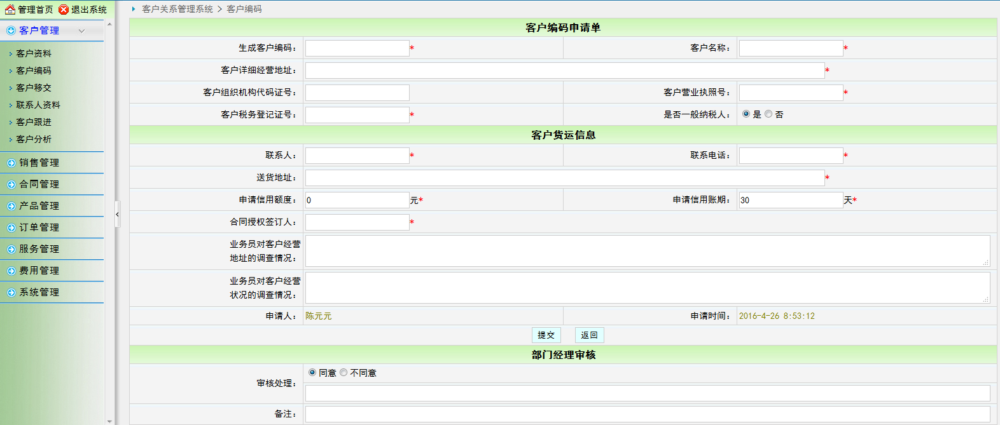 管理首页 退出系统
客户管理
客户资料
客户编码
客户移交
联系人资料
客户跟进
客户分析
销售管理
合同管理
产品管理
订单管理
服务管理
费用管理
系统管理
客户关系管理系统 > 客户编码
客户编码申请单
生成客户编码： * 客户名称： *
客户详细经营地址： *
客户组织机构代码证号： 客户营业执照号： *
客户税务登记证号： * 是否一般纳税人： 是 否
客户货运信息
联系人： * 联系电话： *
送货地址： *
申请信用额度： 0 元* 申请信用账期： 30 天*
合同授权签订人： *
业务员对客户经营
地址的调查情况：
业务员对客户经营
状况的调查情况：
申请人： 陈元元 申请时间： 2016-4-26 8:53:12
提交 返回
部门经理审核
审核处理： 同意 不同意
备注：